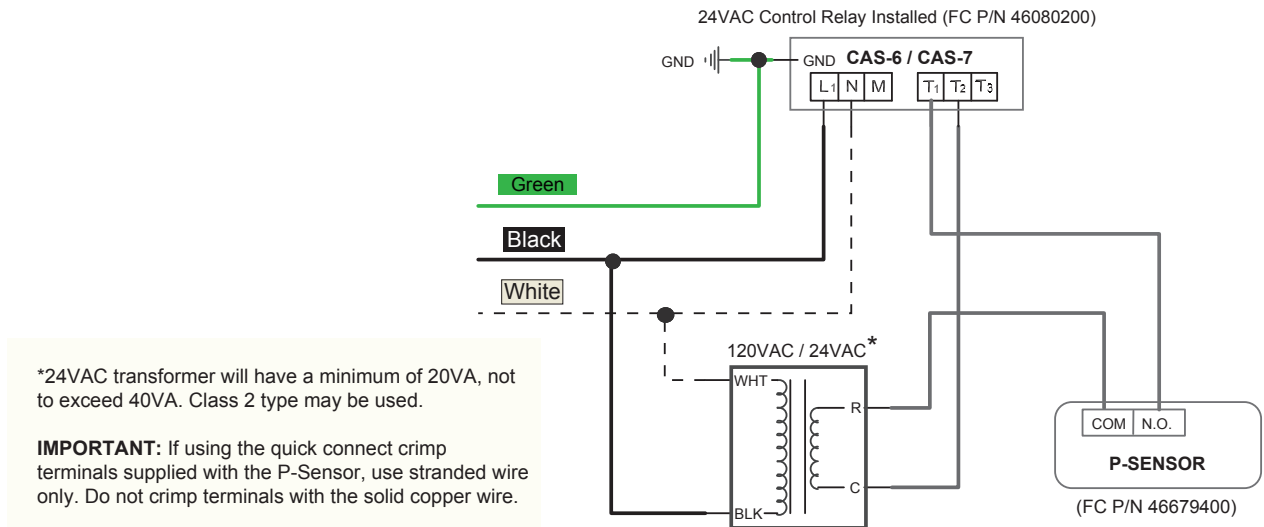 24VAC Control Relay Installed (FC P/N 46080200)
GND
GND CAS-6 / CAS-7
L1 N M T1 T2 T3
Green
Black
White
120VAC / 24VAC*
WHT
R
C
BLK
COM N.O.
P-SENSOR
(FC P/N 46679400)
*24VAC transformer will have a minimum of 20VA, not
to exceed 40VA. Class 2 type may be used.
IMPORTANT: If using the quick connect crimp
terminals supplied with the P-Sensor, use stranded wire
only. Do not crimp terminals with the solid copper wire.